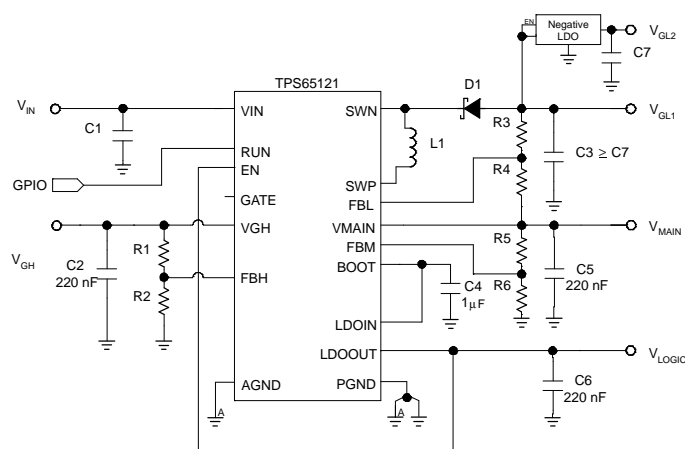 EN
Negative
LDO
V_GL2
C7
TPS65121
D1
V_IN
VIN
SWN
V_GL1
C1
R3
L1
RUN
C3 ≥ C7
EN
GPIO
SWP
R4
GATE
FBL
VGH
VMAIN
V_MAIN
R1
FBM
R5
V_GH
C2
220 nF
BOOT
C5
220 nF
FBH
C4
1μF
R6
R2
LDOIN
LDOOUT
V_LOGIC
AGND
PGND
C6
220 nF
A
A